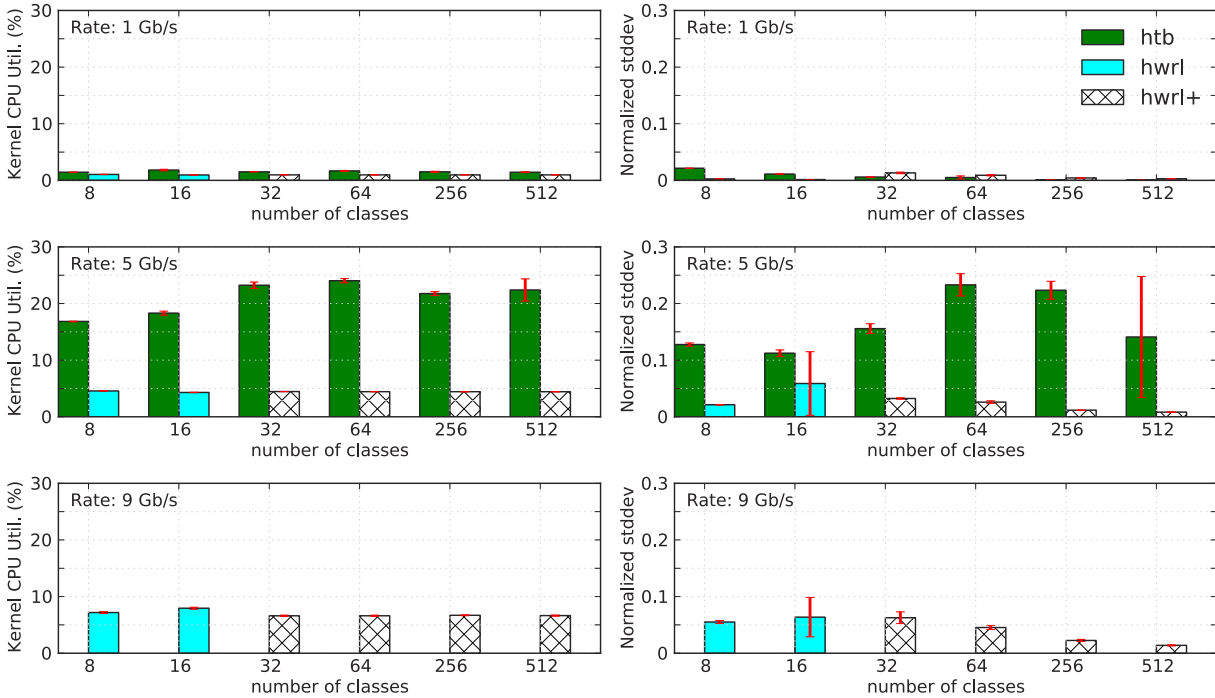 Kernel CPU Util. (%)
30
20
10
0
Rate: 1 Gb/s
8 16 32 64 256 512
number of classes
Normalized stddev
0.3
0.2
0.1
0
Rate: 1 Gb/s
htb
hwrl
hwrl+
8 16 32 64 256 512
number of classes
Kernel CPU Util. (%)
30
20
10
0
Rate: 5 Gb/s
8 16 32 64 256 512
number of classes
Normalized stddev
0.3
0.2
0.1
0
Rate: 5 Gb/s
8 16 32 64 256 512
number of classes
Kernel CPU Util. (%)
30
20
10
0
Rate: 9 Gb/s
8 16 32 64 256 512
number of classes
Normalized stddev
0.3
0.2
0.1
0
Rate: 9 Gb/s
8 16 32 64 256 512
number of classes